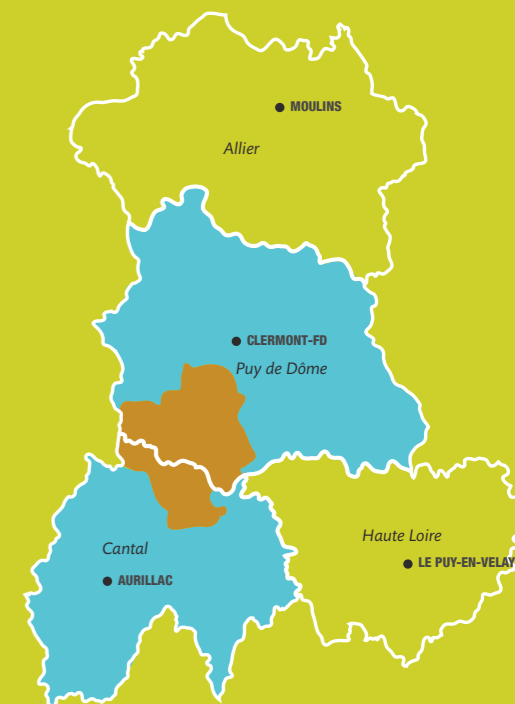 MOULINS
Allier
CLERMONT-FD
Puy de Dôme
Haute Loire
Cantal
LE PUY-EN-VELAY
AURILLAC